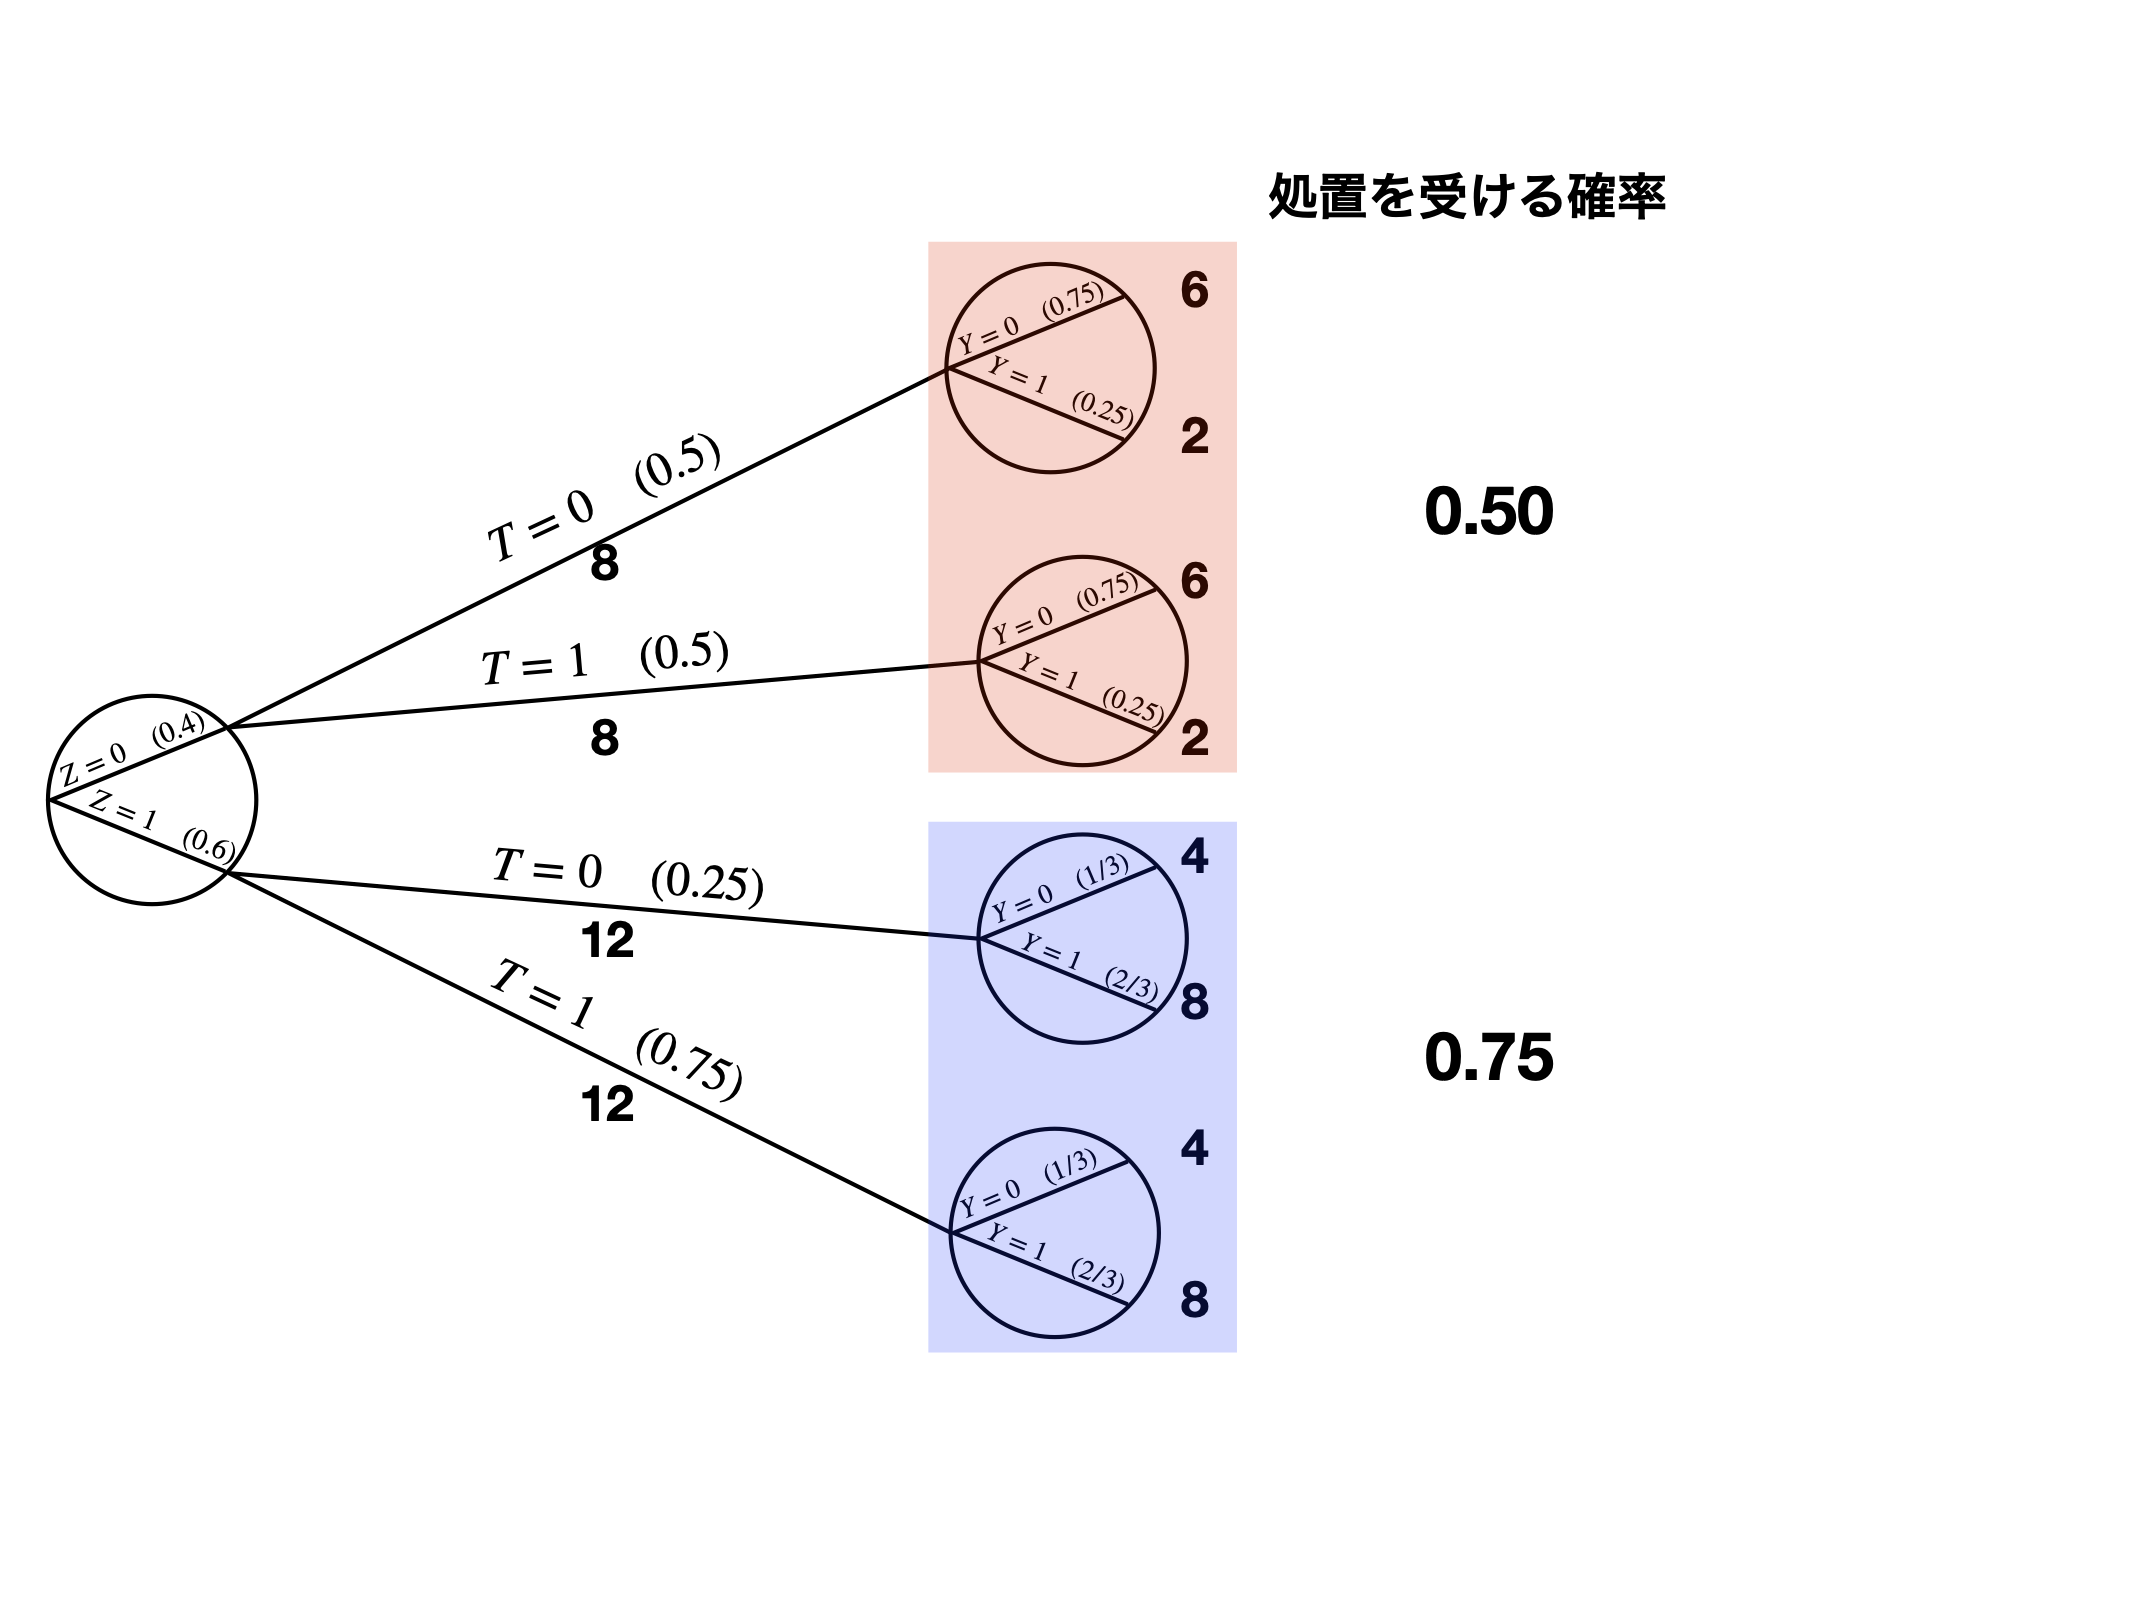 処置を受ける確率
Y = 0 (0.75)
6
Y = 1 (0.25)
2
T = 0 (0.5)
8
0.50
Y = 0 (0.75)
6
Y = 1 (0.25)
2
T = 1 (0.5)
8
Z = 0 (0.4)
Z = 1 (0.6)
T = 0 (0.25)
12
Y = 0 (1/3)
4
Y = 1 (2/3)
8
T = 1 (0.75)
12
0.75
Y = 0 (1/3)
4
Y = 1 (2/3)
8